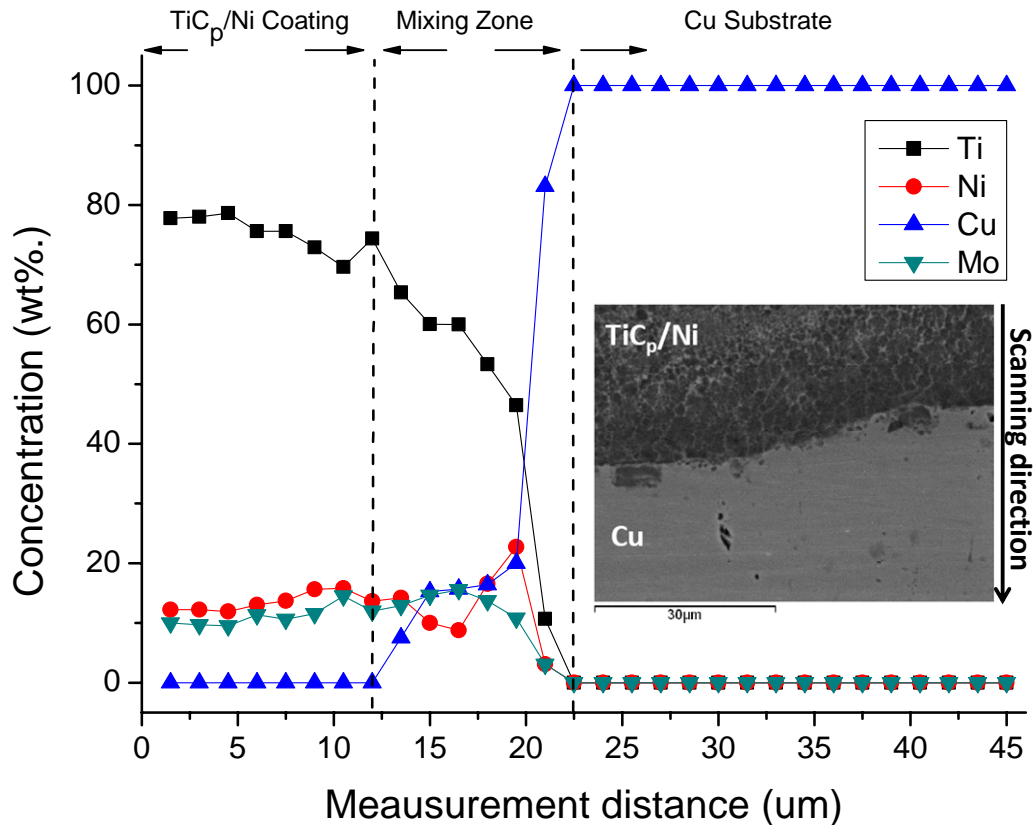 TiCp/Ni Coating Mixing Zone Cu Substrate
100
80
60
40
20
0
Concentration (wt%.)
Ti
Ni
Cu
Mo
TiCp/Ni
Cu
30μm
Scanning direction
0 5 10 15 20 25 30 35 40 45
Meausurement distance (um)